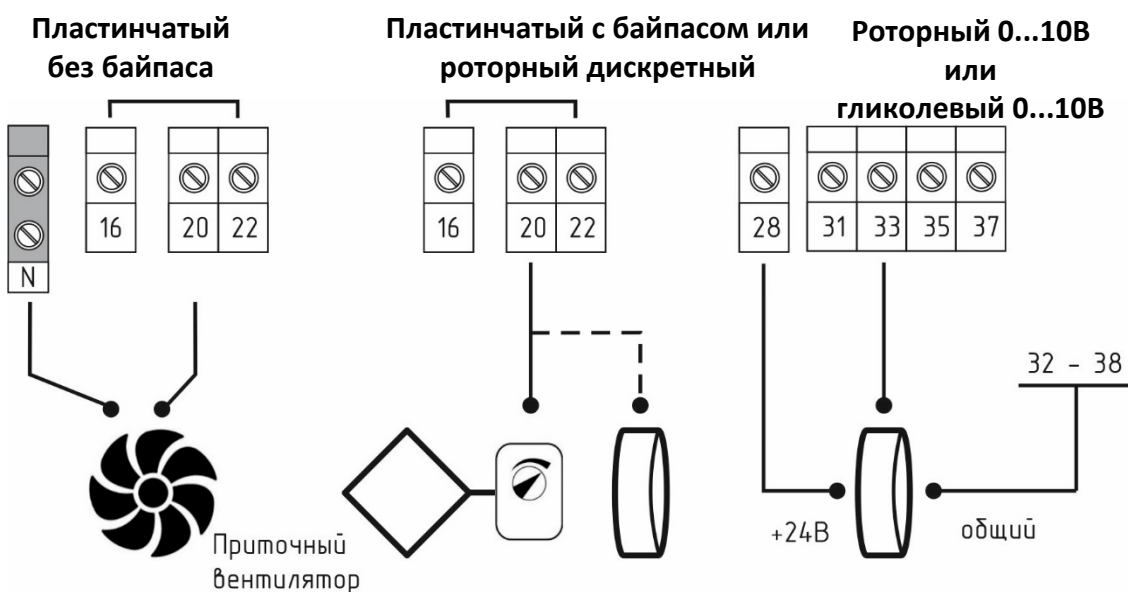 Пластинчатый
без байпаса
Пластинчатый с байпасом или
роторный дискретный
Роторный 0...10В
или
гликолевый 0...10В
N
16
20
22
16
20
22
28
31
33
35
37
32 - 38
Приточный
вентилятор
+24В
общий